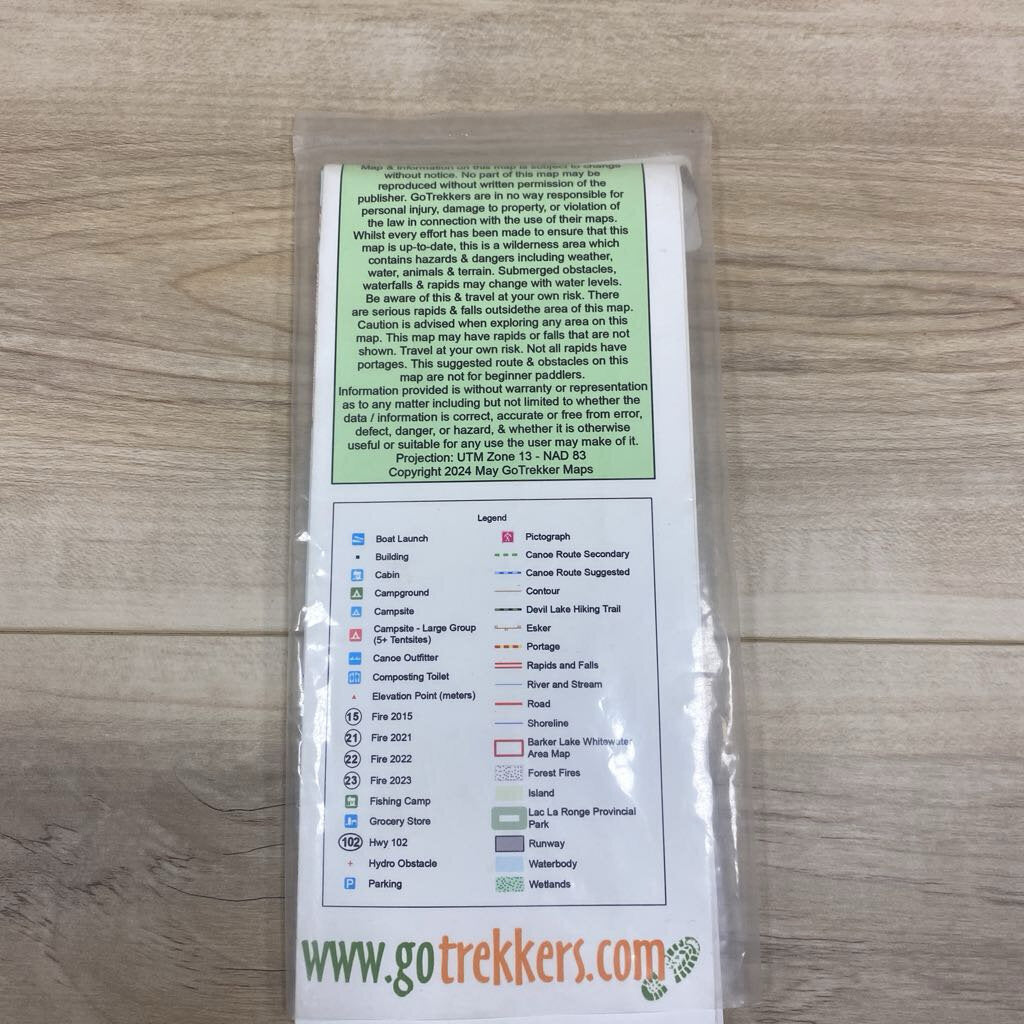 Map & Information on this map is subject to change
without notice. No part of this map may be
reproduced without written permission of the
publisher. GoTrekkers are in no way responsible for
personal injury, damage to property, or violation of
the law in connection with the use of their maps.
Whilst every effort has been made to ensure that this
map is up-to-date, this is a wilderness area which
contains hazards & dangers including weather,
water, animals & terrain. Submerged obstacles,
waterfalls & rapids may change with water levels.
Be aware of this & travel at your own risk. There
are serious rapids & falls outsidethe area of this map.
Caution is advised when exploring any area on this
map. This map may have rapids or falls that are not
shown. Travel at your own risk. Not all rapids have
portages. This suggested route & obstacles on this
map are not for beginner paddlers.
Information provided is without warranty or representation
as to any matter including but not limited to whether the
data / information is correct, accurate or free from error,
defect, danger, or hazard, & whether it is otherwise
useful or suitable for any use the user may make of it.
Projection: UTM Zone 13 - NAD 83
Copyright 2024 May GoTrekker Maps
Legend
Boat Launch
Building
Cabin
Campground
Campsite
Campsite - Large Group
(5+ Tentsites)
Canoe Outfitter
Composting Toilet
Elevation Point (meters)
15 Fire 2015
21 Fire 2021
22 Fire 2022
23 Fire 2023
Fishing Camp
Grocery Store
102 Hwy 102
Hydro Obstacle
P Parking
Pictograph
Canoe Route Secondary
Canoe Route Suggested
Contour
Devil Lake Hiking Trail
Esker
Portage
Rapids and Falls
River and Stream
Road
Shoreline
Barker Lake Whitewater
Area Map
Forest Fires
Island
Lac La Ronge Provincial
Park
Runway
Waterbody
Wetlands
www.gotrekkers.com